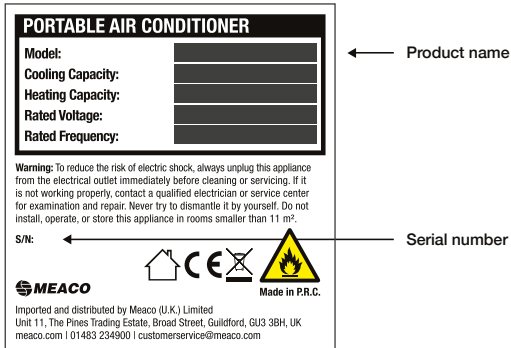 PORTABLE AIR CONDITIONER
Model:
Product name
Cooling Capacity:
Heating Capacity:
Rated Voltage:
Rated Frequency:
Warning: To reduce the risk of electric shock, always unplug this appliance
from the electrical outlet immediately before cleaning or servicing. If it
is not working properly, contact a qualified electrician or service center
for examination and repair. Never try to dismantle it by yourself. Do not
install, operate, or store this appliance in rooms smaller than 11 m².
S/N:
Serial number
CE
MEACO
Made in P.R.C.
Imported and distributed by Meaco (U.K.) Limited
Unit 11, The Pines Trading Estate, Broad Street, Guildford, GU3 3BH, UK
meaco.com | 01483 234900 | customerservice@meaco.com